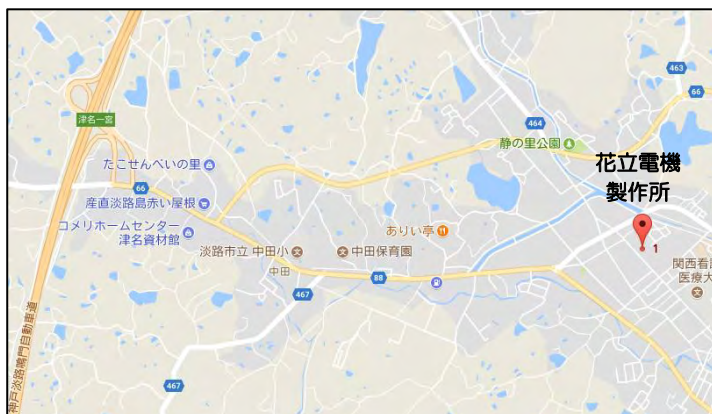 463
66
津名一宮
464
静の里公園
花立電機
製作所
たこせんべいの里
66
産直淡路島赤い屋根
コメリホームセンター
津名資材館
ありい亭
1
淡路市立 中田小
中田保育園
関西看護
医療大
中田
88
467
467
神戸淡路鳴門自動車道